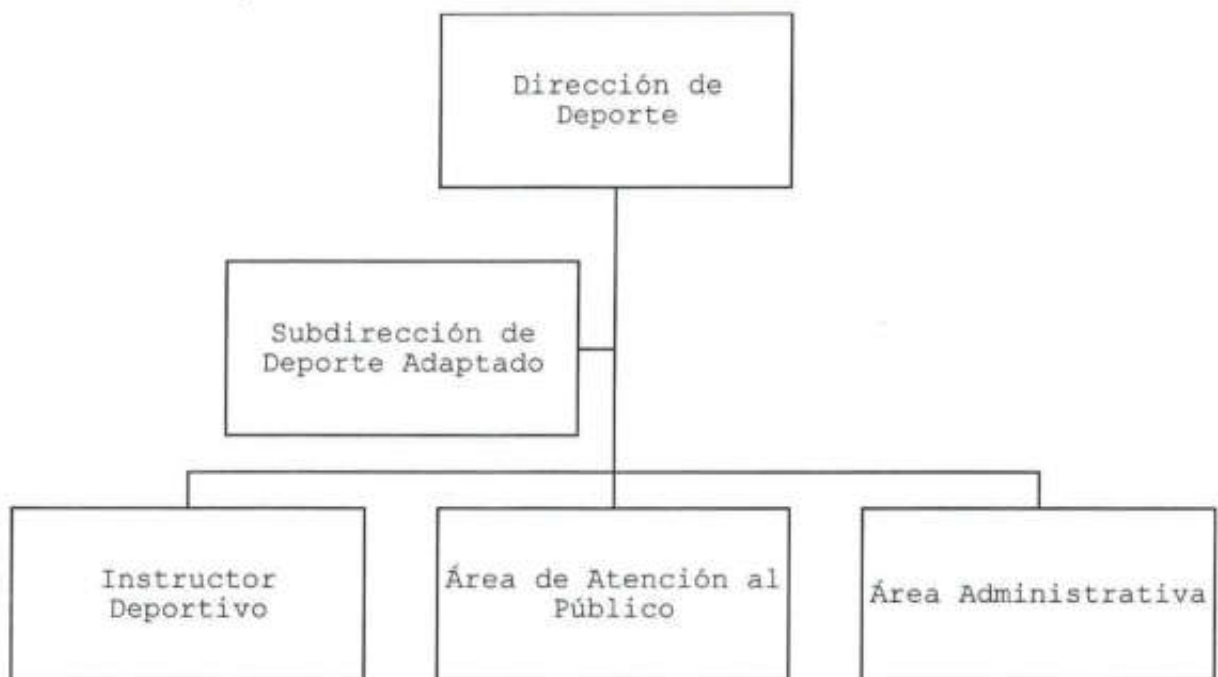 Dirección de
Deporte
Subdirección de
Deporte Adaptado
Instructor
Deportivo
Área de Atención al
Público
Área Administrativa